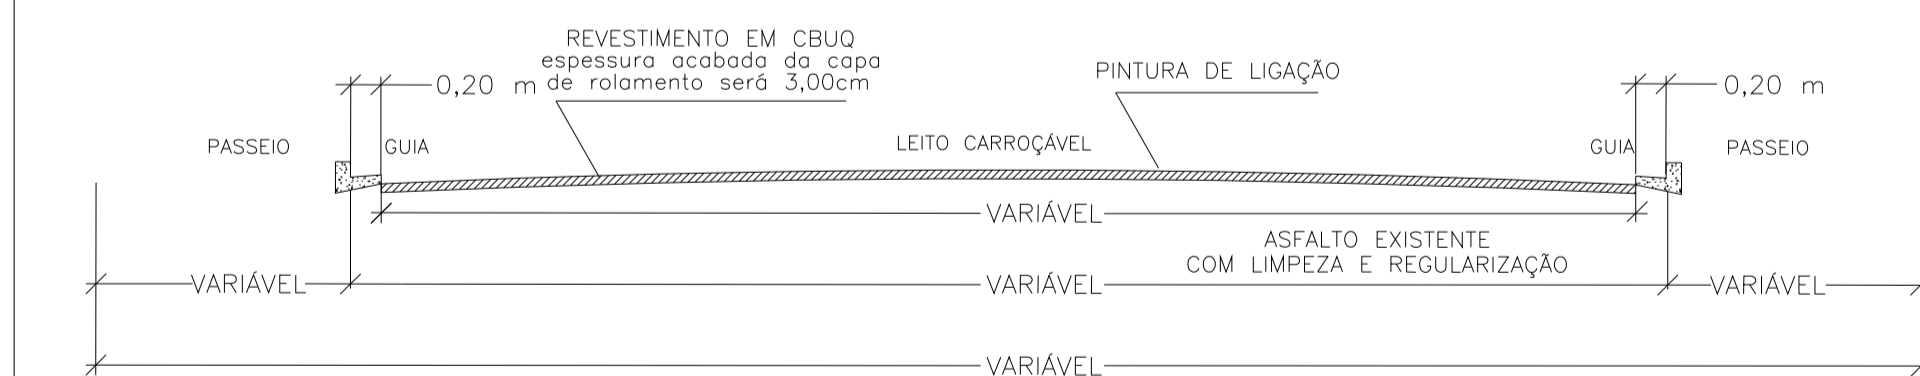 REVESTIMENTO EM CBUQ
espessura acabada da capa
de rolamento será 3,00cm
0,20 m
PINTURA DE LIGAÇÃO
0,20 m
PASSEIO
GUIA
LEITO CARROÇÁVEL
GUIA
PASSEIO
VARIÁVEL
ASFALTO EXISTENTE
COM LIMPEZA E REGULARIZAÇÃO
VARIÁVEL
VARIÁVEL
VARIÁVEL
VARIÁVEL